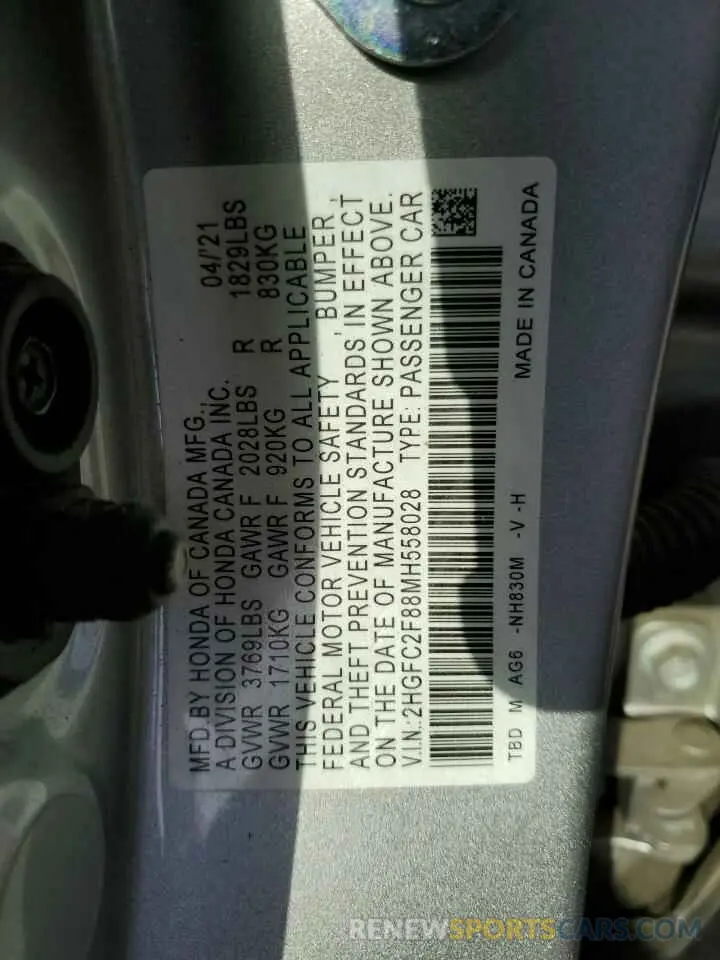 MFD. BY HONDA OF CANADA MFG., 04/'21
A DIVISION OF HONDA CANADA INC.
GVWR 3769LBS GAWR F 2028LBS R 1829LBS
GVWR 1710KG GAWR F 920KG R 830KG
THIS VEHICLE CONFORMS TO ALL APPLICABLE
FEDERAL MOTOR VEHICLE SAFETY , BUMPER ,
AND THEFT PREVENTION STANDARDS IN EFFECT
ON THE DATE OF MANUFACTURE SHOWN ABOVE.
V.I.N.:2HGFC2F88MH558028 TYPE: PASSENGER CAR
TBD M AG6 -NH830M -V -H MADE IN CANADA
RENEWSPORTSCARS.COM